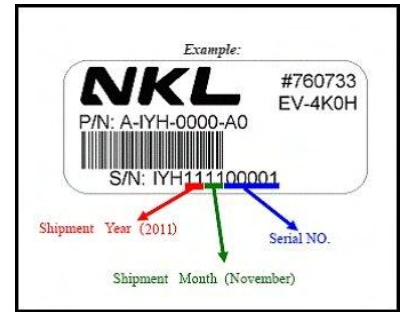 Example:
NKL #760733
EV-4K0H
P/N: A-IYH-0000-A0
S/N: IYH111100001
Shipment Year (2011)
Serial NO.
Shipment Month (November)